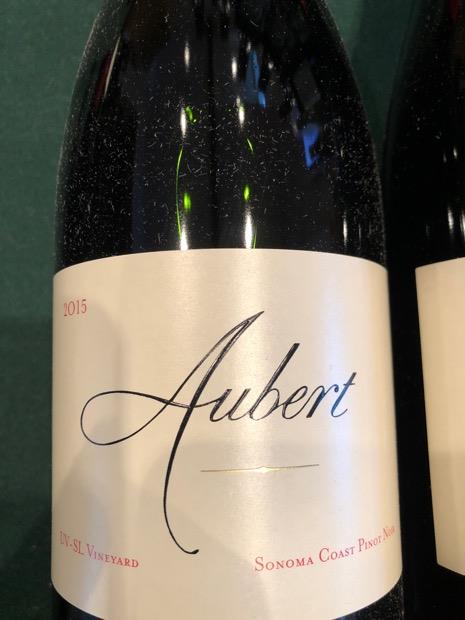 2015
Aubert
UV-SL Vineyard
Sonoma Coast Pinot Noir